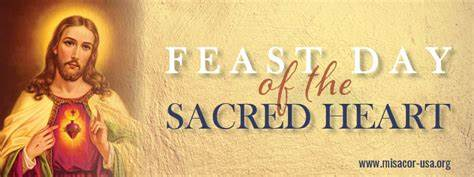 FEAST DAY
of the
SACRED HEART
www.misacor-usa.org